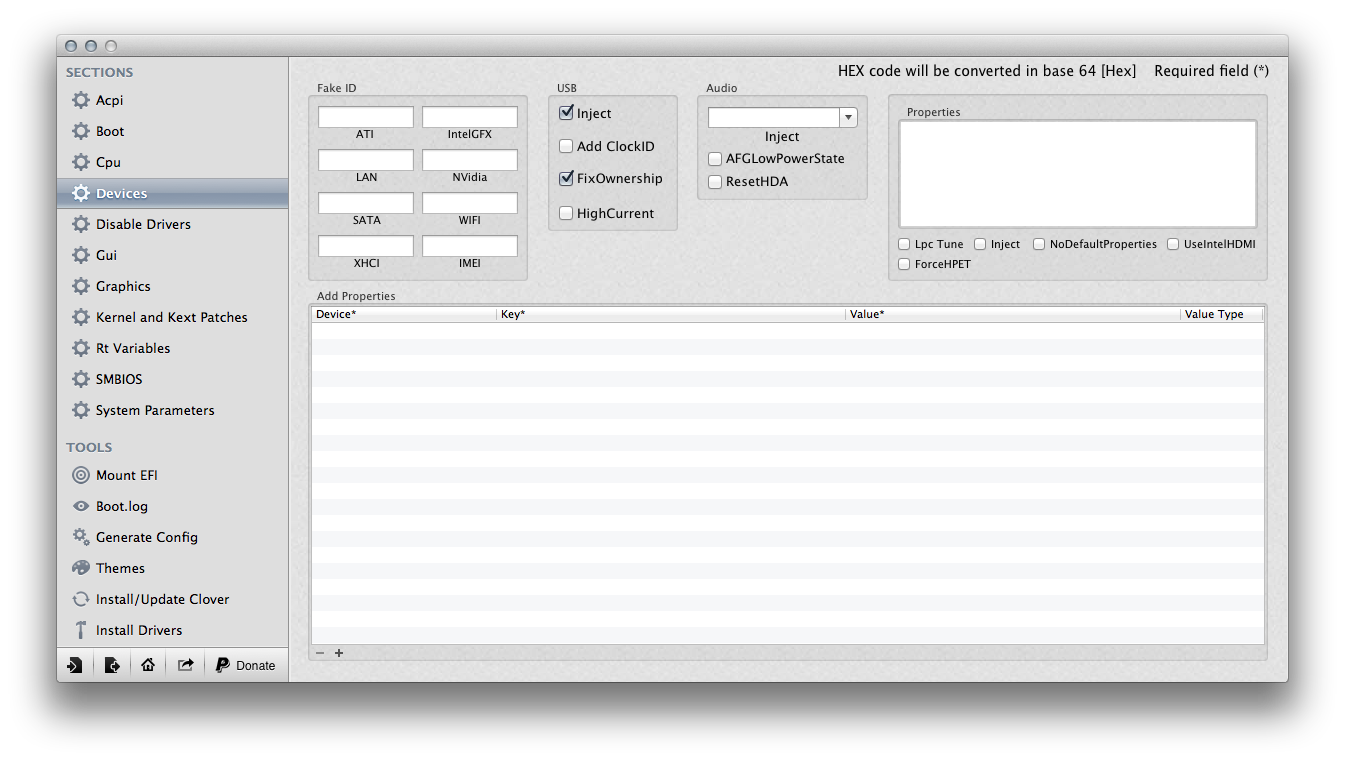 SECTIONS
Acpi
Boot
Cpu
Devices
Disable Drivers
Gui
Graphics
Kernel and Kext Patches
Rt Variables
SMBIOS
System Parameters
TOOLS
Mount EFI
Boot.log
Generate Config
Themes
Install/Update Clover
Install Drivers
Donate
HEX code will be converted in base 64 [Hex] Required field (*)
Fake ID
ATI IntelGFX
LAN NVidia
SATA WIFI
XHCI IMEI
USB
Inject
Add ClockID
FixOwnership
HighCurrent
Audio
Inject
AFGLowPowerState
ResetHDA
Properties
Lpc Tune Inject NoDefaultProperties UseIntelHDMI
ForceHPET
Add Properties
Device* Key* Value* Value Type